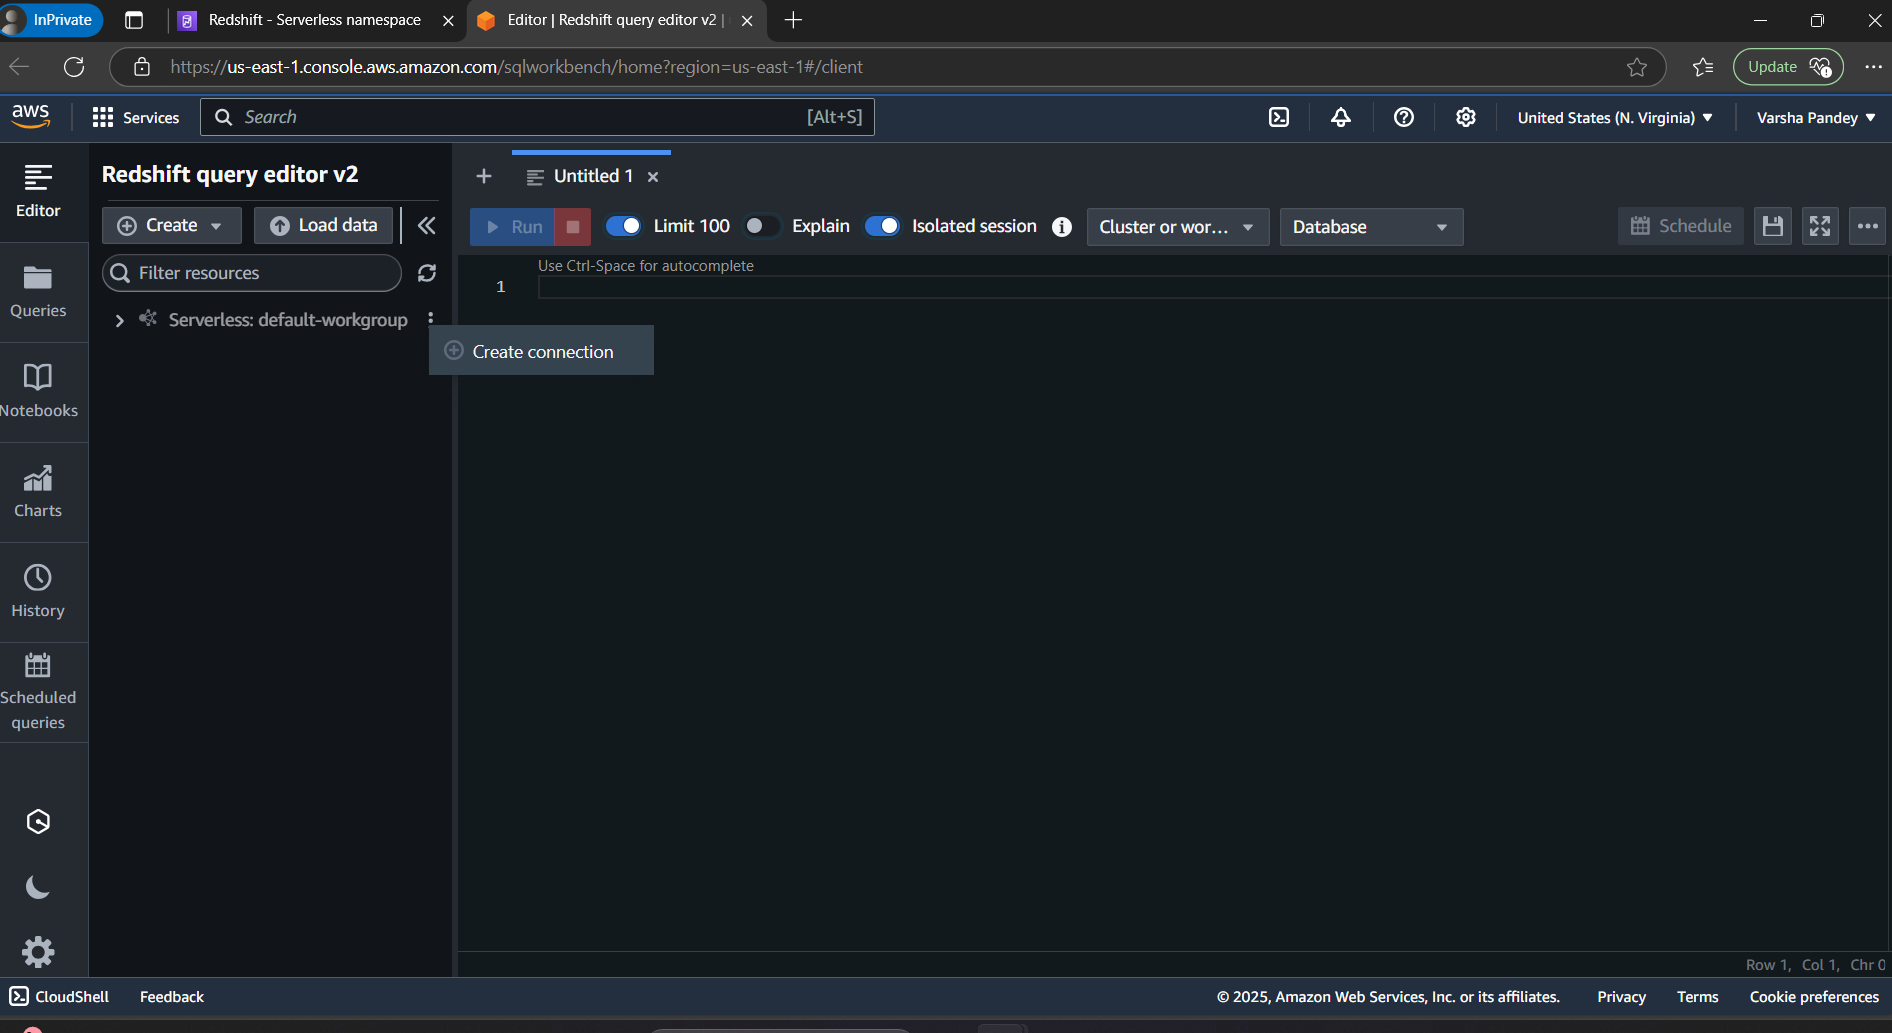 InPrivate
Redshift - Serverless namespace
Editor | Redshift query editor v2 |
https://us-east-1.console.aws.amazon.com/sqlworkbench/home?region=us-east-1#/client
Update
aws
Services
Search
[Alt+S]
United States (N. Virginia)
Varsha Pandey
Editor
Queries
Notebooks
Charts
History
Scheduled
queries
Redshift query editor v2
Create
Load data
Filter resources
Serverless: default-workgroup
Create connection
Untitled 1
Run
Limit 100
Explain
Isolated session
Cluster or wor...
Database
Schedule
Use Ctrl-Space for autocomplete
1
Row 1, Col 1, Chr 0
CloudShell
Feedback
© 2025, Amazon Web Services, Inc. or its affiliates.
Privacy
Terms
Cookie preferences